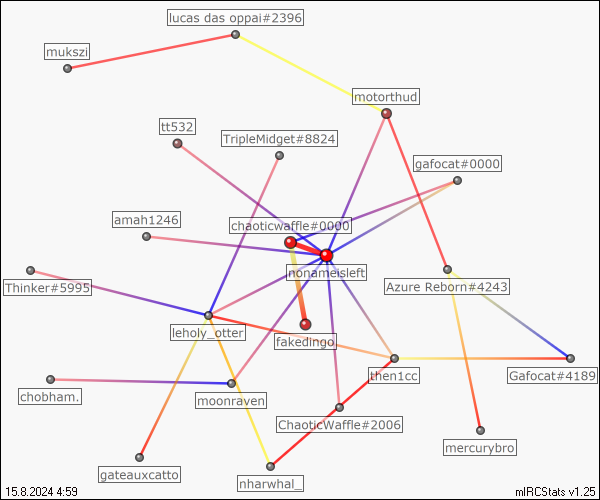 lucas das oppai#2396
mukszi
motorthud
tt532
TripleMidget#8824
gafocat#0000
amah1246
chaoticwaffle#0000
nonameisleft
Thinker#5995
Azure Reborn#4243
leholy_otter
fakedingo
then1cc
Gafocat#4189
chobham.
moonraven
ChaoticWaffle#2006
mercurybro
gateauxcatto
nharwhal_
15.8.2024 4:59
mIRCStats v1.25